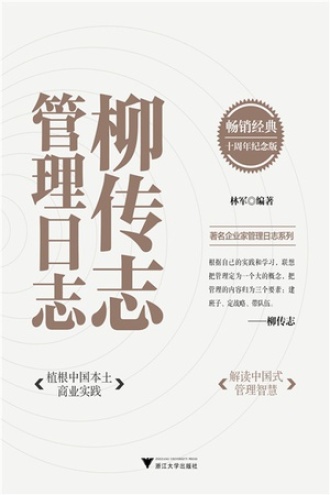 柳传志
管理日志
畅销经典
十周年纪念版
林军◎编著
著名企业家管理日志系列
根据自己的实践和学习,联想
把管理定为一个大的概念,把
管理的内容归为三个要素:建
班子、定战略、带队伍。
——柳传志
植根中国本土
商业实践
解读中国式
管理智慧
浙江大学出版社